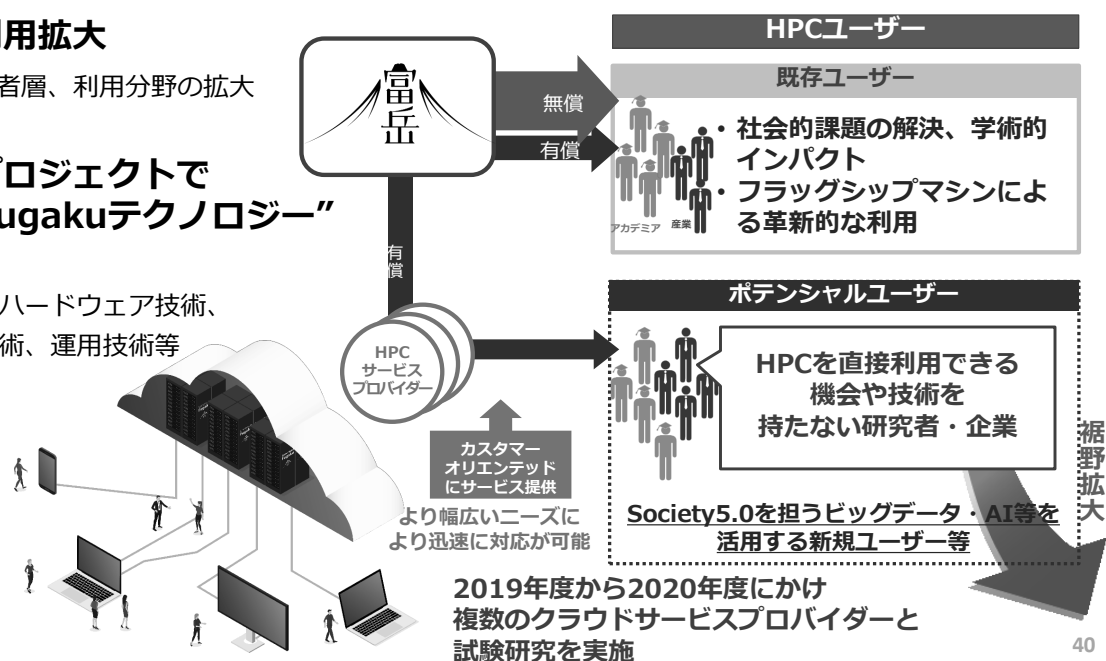 用拡大
者層、利用分野の拡大
プロジェクトで
ugakuテクノロジー”
ハードウェア技術、
術、運用技術等
富岳
無償
有償
有償
HPC
サービス
プロバイダー
カスタマー
オリエンテッド
にサービス提供
より幅広いニーズに
より迅速に対応が可能
HPCユーザー
既存ユーザー
・社会的課題の解決、学術的
インパクト
・フラッグシップマシンによ
る革新的な利用
アカデミア 産業
ポテンシャルユーザー
HPCを直接利用できる
機会や技術を
持たない研究者・企業
Society5.0を担うビッグデータ・AI等を
活用する新規ユーザー等
裾野拡大
2019年度から2020年度にかけ
複数のクラウドサービスプロバイダーと
試験研究を実施
40